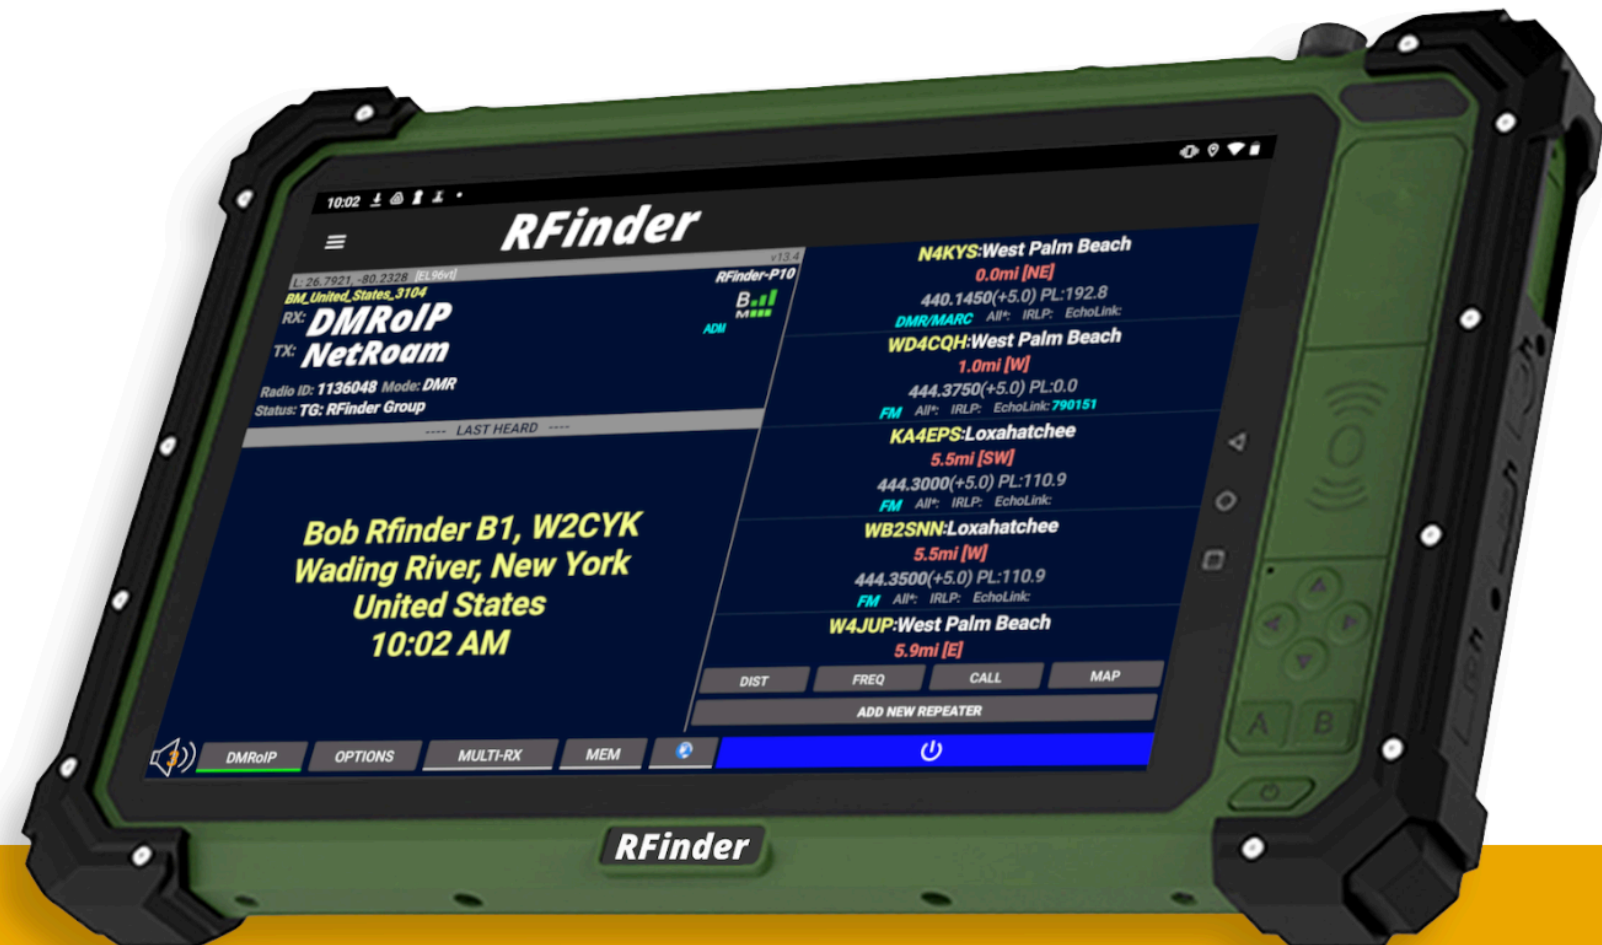 10:02
RFinder
L: 26.7921, -80.2328 [EL96vt]
v13.4
BM_United_States_3104
RFinder-P10
RX: DMRoIP
B
M
TX: NetRoam
ADM
Radio ID: 1136048 Mode: DMR
Status: TG: RFinder Group
---- LAST HEARD ----
Bob Rfinder B1, W2CYK
Wading River, New York
United States
10:02 AM
N4KYS:West Palm Beach
0.0mi [NE]
440.1450(+5.0) PL:192.8
DMR/MARC All*: IRLP: EchoLink:
WD4CQH:West Palm Beach
1.0mi [W]
444.3750(+5.0) PL:0.0
FM All*: IRLP: EchoLink: 790151
KA4EPS:Loxahatchee
5.5mi [SW]
444.3000(+5.0) PL:110.9
FM All*: IRLP: EchoLink:
WB2SNN:Loxahatchee
5.5mi [W]
444.3500(+5.0) PL:110.9
FM All*: IRLP: EchoLink:
W4JUP:West Palm Beach
5.9mi [E]
DIST FREQ CALL MAP
ADD NEW REPEATER
3 DMRoIP OPTIONS MULTI-RX MEM
A B
RFinder